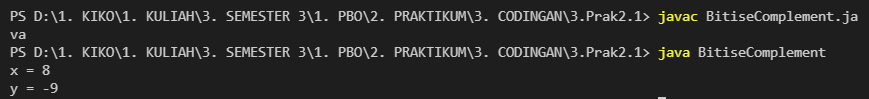 PS D:\1. KIKO\1. KULIAH\3. SEMESTER 3\1. PBO\2. PRAKTIKUM\3. CODINGAN\3.Prak2.1> javac BitiseComplement.ja
va
PS D:\1. KIKO\1. KULIAH\3. SEMESTER 3\1. PBO\2. PRAKTIKUM\3. CODINGAN\3.Prak2.1> java BitiseComplement
x = 8
y = -9